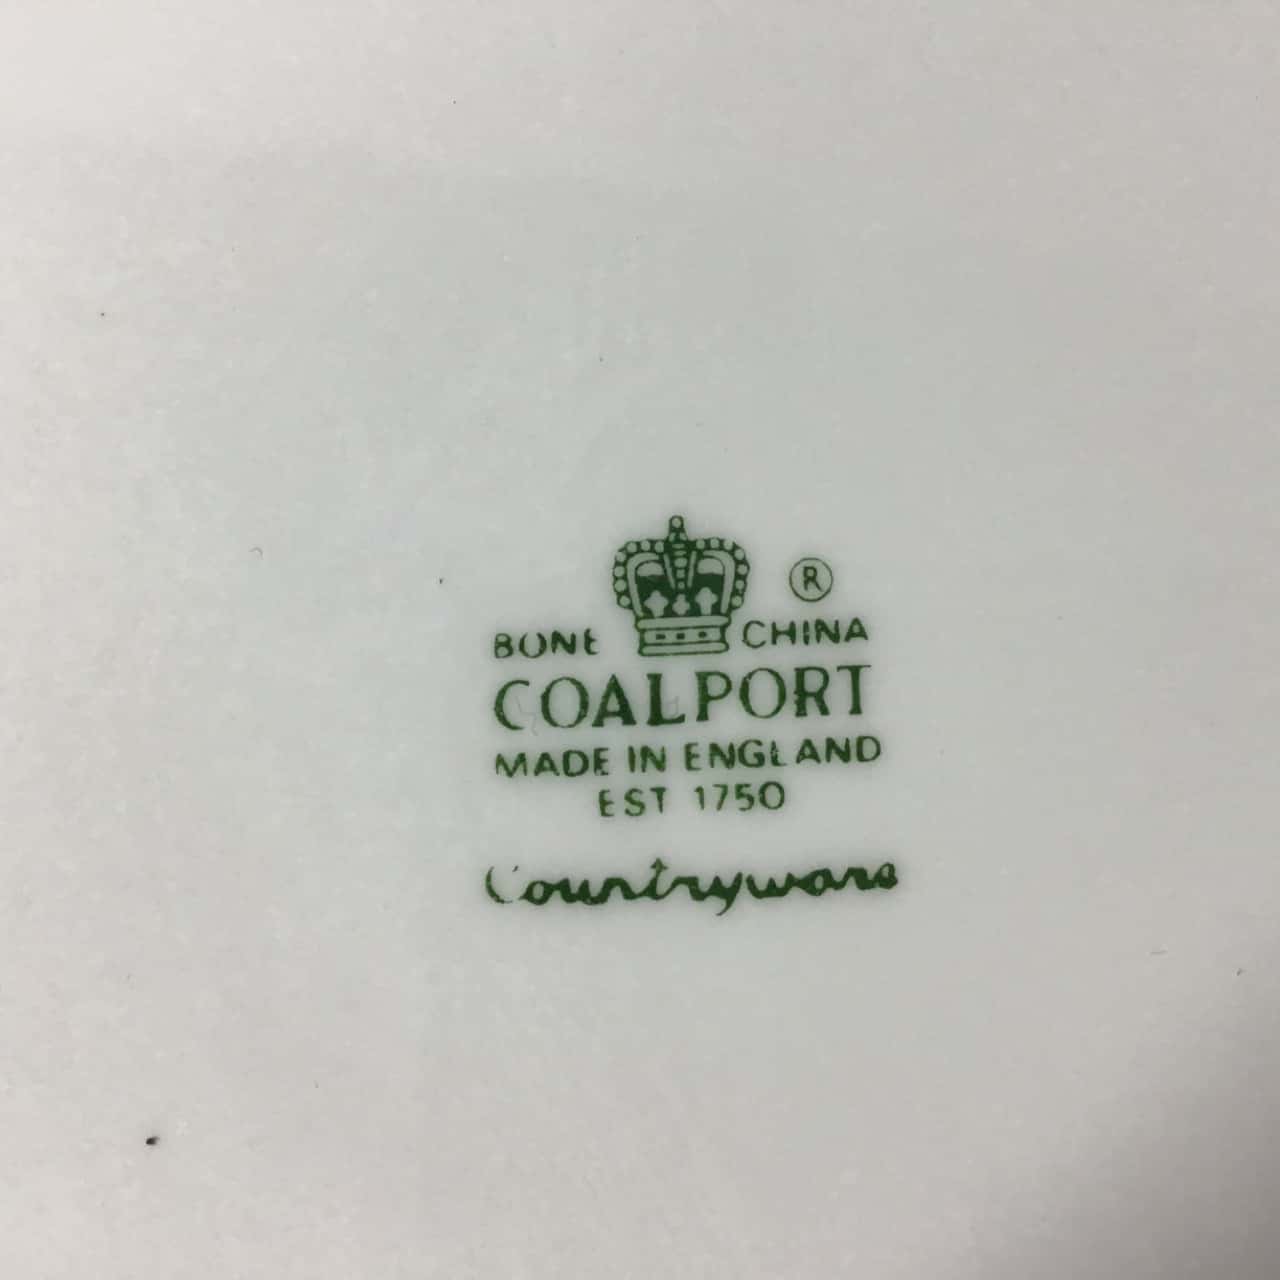 ®
BONE CHINA
COALPORT
MADE IN ENGLAND
EST 1750
Countryware